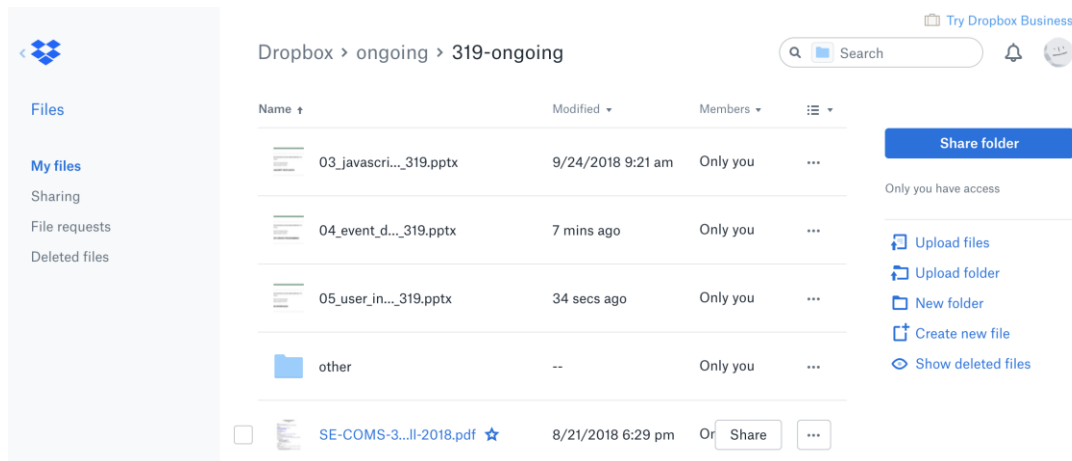 Try Dropbox Business
Dropbox › ongoing › 319-ongoing
Search
Files
My files
Sharing
File requests
Deleted files
Name Modified Members
03_javascri..._319.pptx 9/24/2018 9:21 am Only you
04_event_d..._319.pptx 7 mins ago Only you
05_user_in..._319.pptx 34 secs ago Only you
other -- Only you
SE-COMS-3...ll-2018.pdf 8/21/2018 6:29 pm Or Share
Share folder
Only you have access
Upload files
Upload folder
New folder
Create new file
Show deleted files